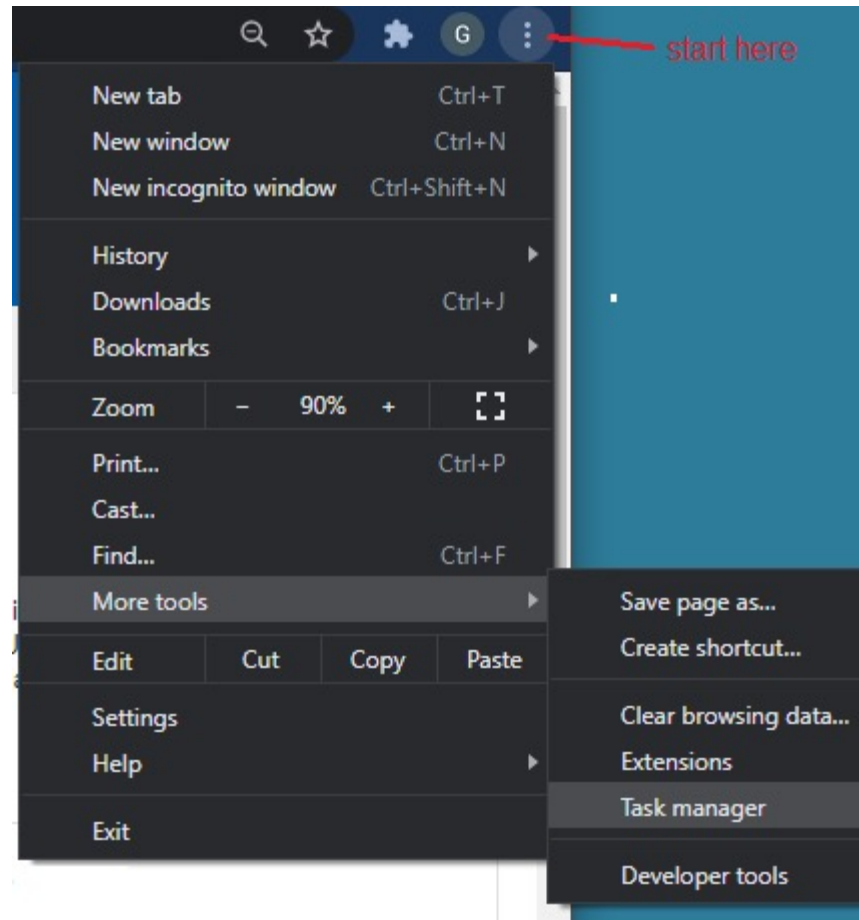 G
start here
New tab Ctrl+T
New window Ctrl+N
New incognito window Ctrl+Shift+N
History
Downloads Ctrl+J
Bookmarks
Zoom – 90% +
Print... Ctrl+P
Cast...
Find... Ctrl+F
More tools
Edit Cut Copy Paste
Settings
Help
Exit
Save page as...
Create shortcut...
Clear browsing data...
Extensions
Task manager
Developer tools